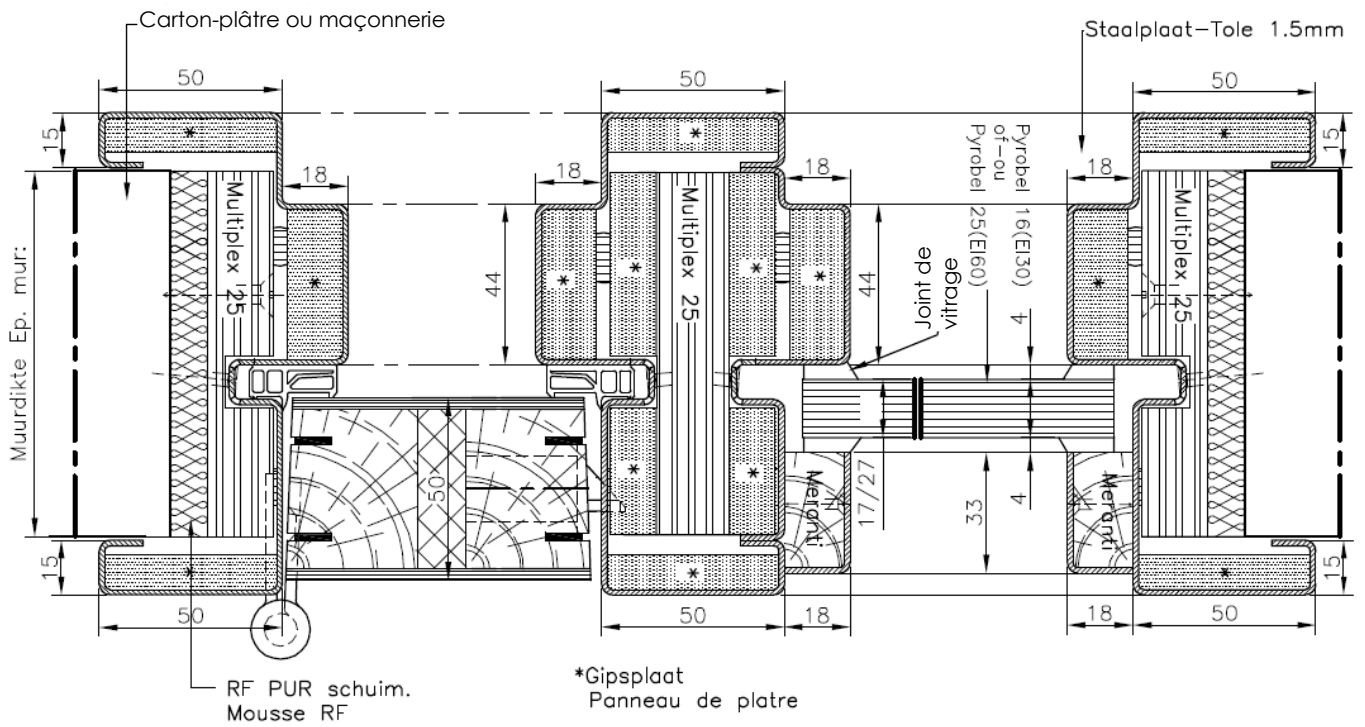 Carton-plâtre ou maçonnerie
Staalplaat-Tole 1.5mm
50
50
50
15
*
*
*
15
18
18
18
18
Pyrobel 16(EI30)
of-ou
Pyrobel 25(EI60)
Multiplex 25
*
44
*
*
Multiplex 25
*
*
44
Joint de
vitrage
4
*
Multiplex 25
Muurdikte Ep. mur:
50
*
*
Meranti
17/27
33
4
Meranti
15
*
*
*
15
50
50
18
18
50
RF PUR schuim.
Mousse RF
*Gipsplaat
Panneau de platre